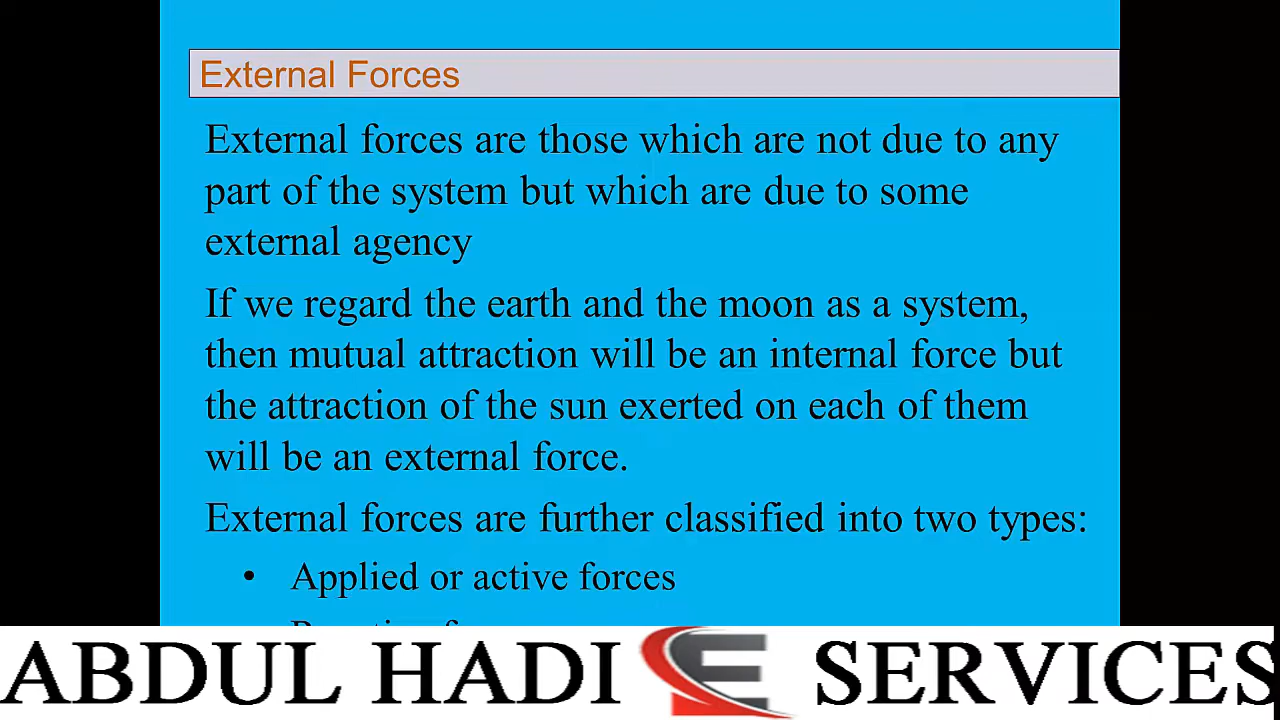 External Forces
External forces are those which are not due to any
part of the system but which are due to some
external agency
If we regard the earth and the moon as a system,
then mutual attraction will be an internal force but
the attraction of the sun exerted on each of them
will be an external force.
External forces are further classified into two types:
• Applied or active forces
ABDUL HADI E SERVICES